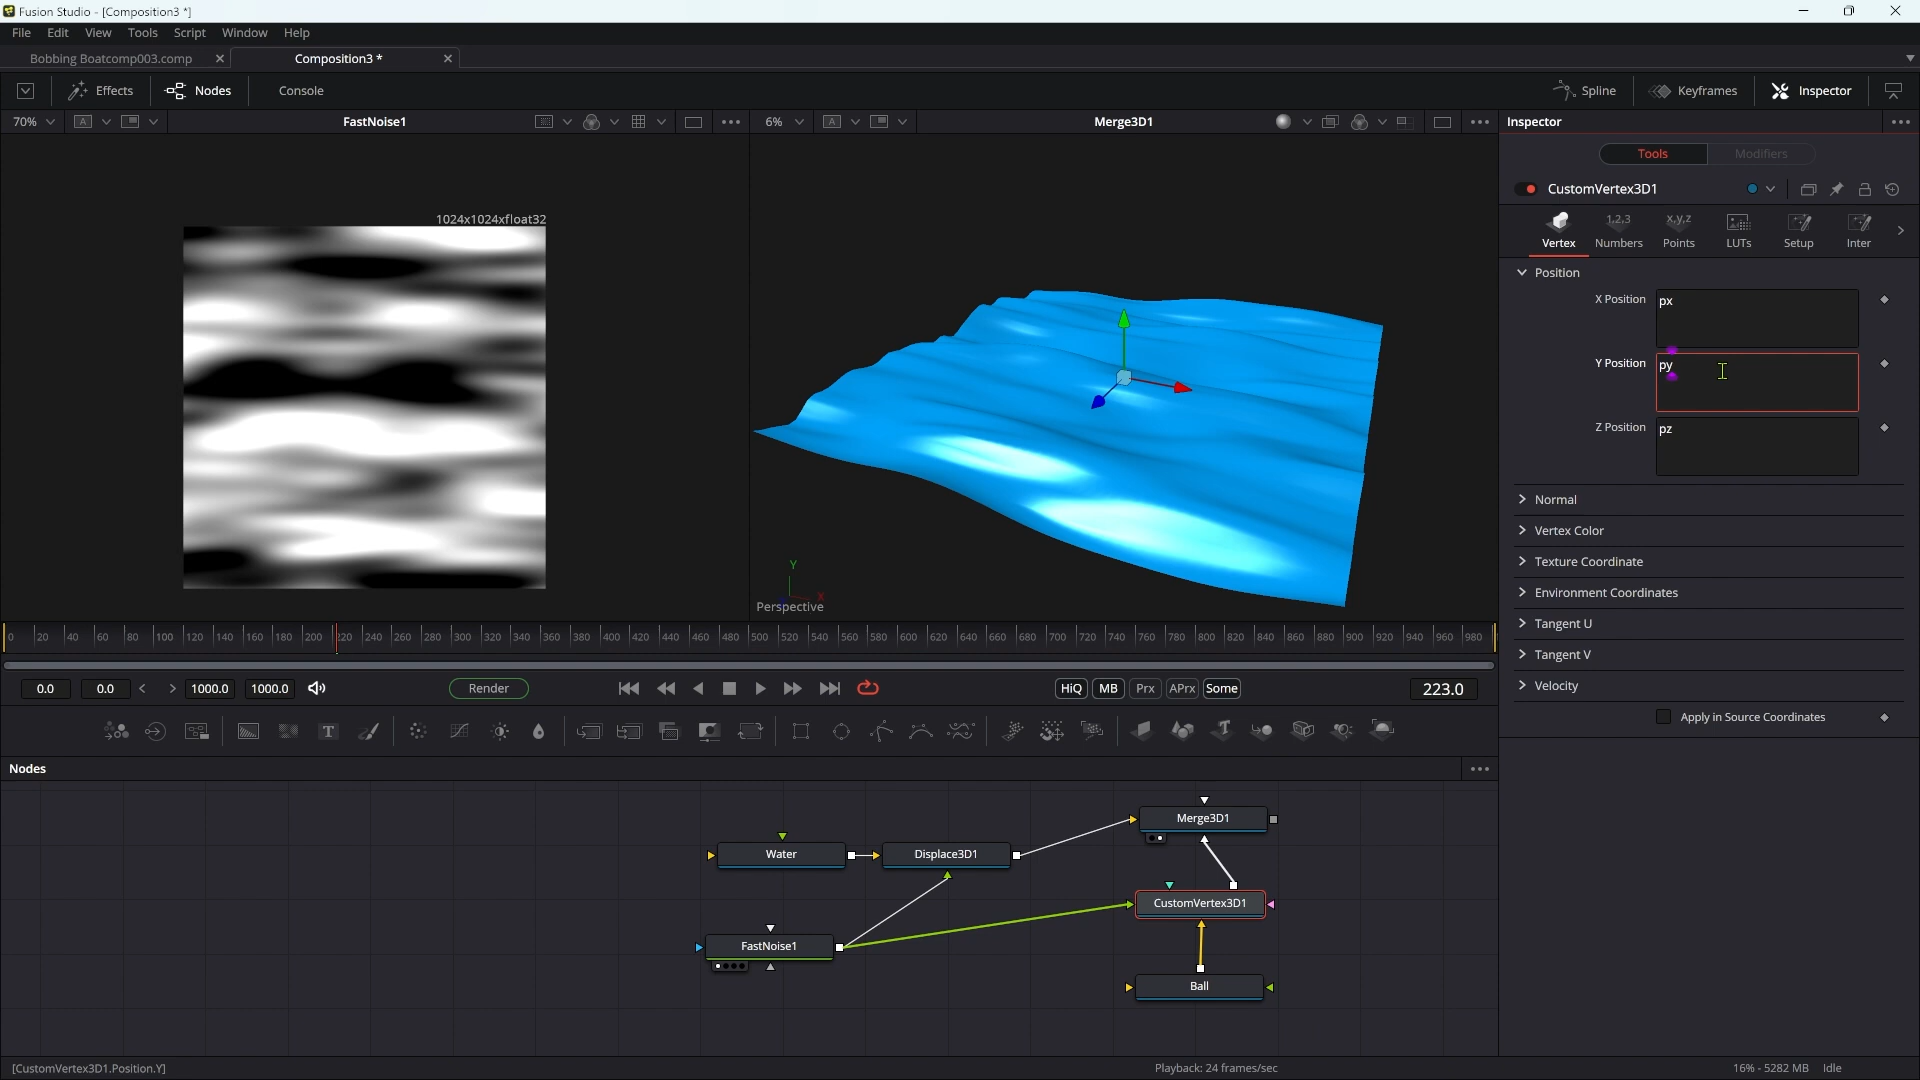 Fusion Studio - [Composition3 *]
File Edit View Tools Script Window Help
Bobbing Boatcomp003.comp
Composition3 *
Effects Nodes Console Spline Keyframes Inspector
70% A FastNoise1 6% A Merge3D1 Inspector
Tools Modifiers
CustomVertex3D1
1,2,3 x,y,z
Vertex Numbers Points LUTs Setup Inter
Position
X Position px
Y Position py
Z Position pz
Normal
Vertex Color
Texture Coordinate
Environment Coordinates
Tangent U
Tangent V
Velocity
Apply in Source Coordinates
1024x1024xfloat32
Y
X
Perspective
0 20 40 60 80 100 120 140 160 180 200 220 240 260 280 300 320 340 360 380 400 420 440 460 480 500 520 540 560 580 600 620 640 660 680 700 720 740 760 780 800 820 840 860 880 900 920 940 960 980
0.0 0.0 < > 1000.0 1000.0 Render HiQ MB Prx APrx Some 223.0
T T
Nodes
Merge3D1
Water Displace3D1
CustomVertex3D1
FastNoise1
Ball
[CustomVertex3D1.Position.Y] Playback: 24 frames/sec 16% - 5282 MB Idle